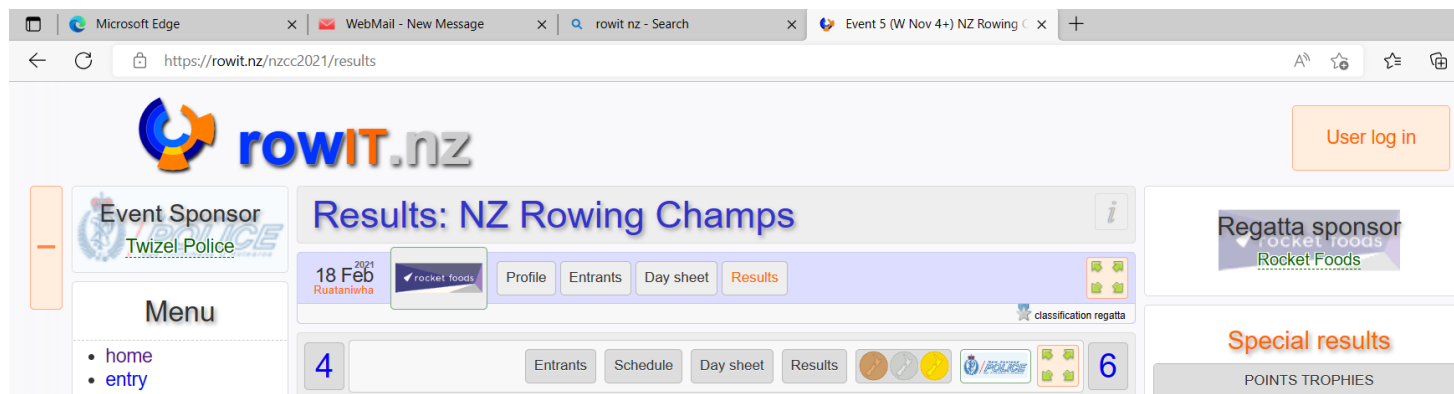 Microsoft Edge
WebMail - New Message
rowit nz - Search
Event 5 (W Nov 4+) NZ Rowing C
https://rowit.nz/nzcc2021/results
rowIT.nz
User log in
Event Sponsor
Twizel Police
Results: NZ Rowing Champs
i
Regatta sponsor
Rocket Foods
2021
18 Feb
Ruataniwha
rocket foods
Profile
Entrants
Day sheet
Results
classification regatta
Menu
• home
• entry
4
Entrants
Schedule
Day sheet
Results
POLICE
6
Special results
POINTS TROPHIES